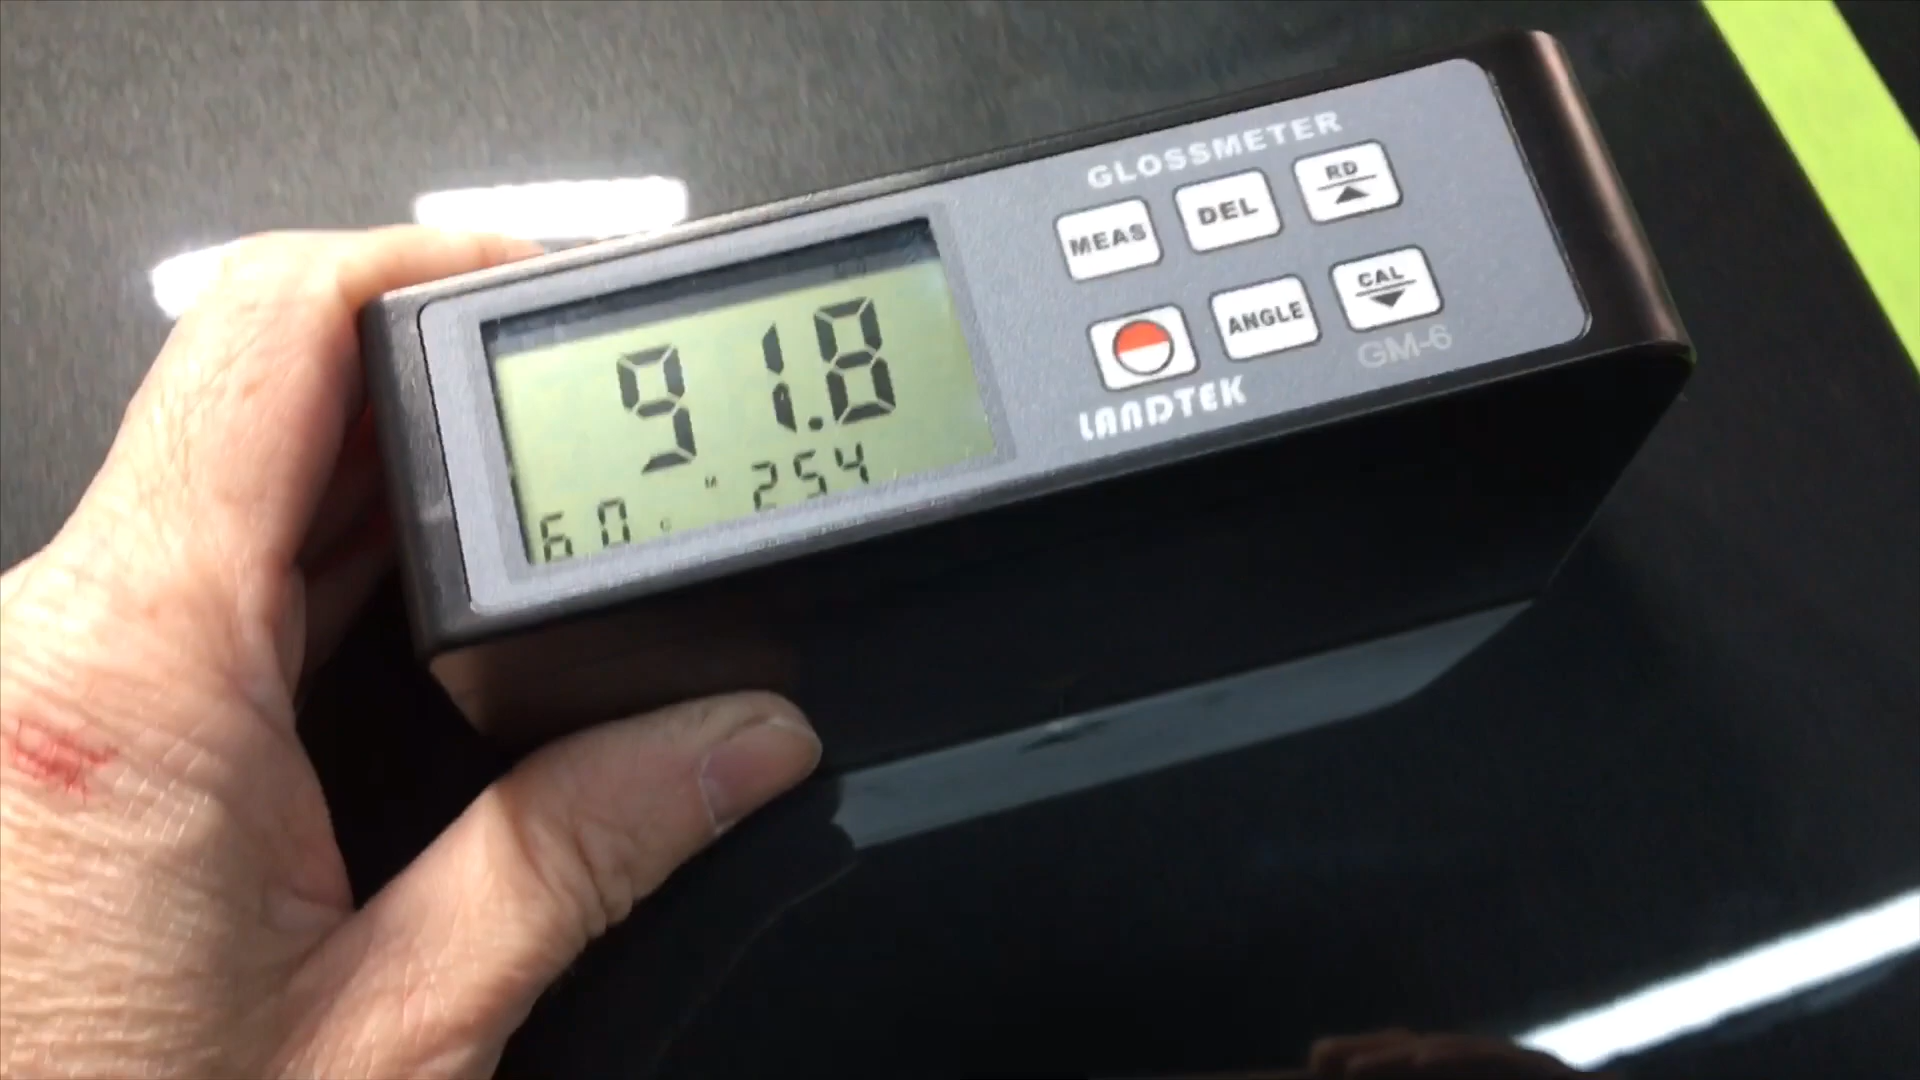 GLOSSMETER
MEAS DEL RD
ANGLE CAL
GM-6
LANDTEK
91.8
M 254
60 C